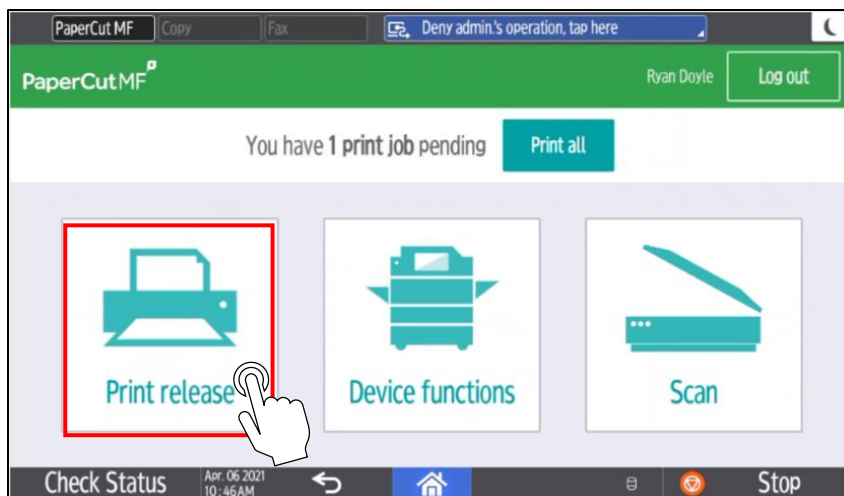 PaperCut MF Copy Fax Deny admin.'s operation, tap here
PaperCutMF Ryan Doyle Log out
You have 1 print job pending Print all
Print release Device functions Scan
Check Status Apr. 06 2021 Stop
10:46AM